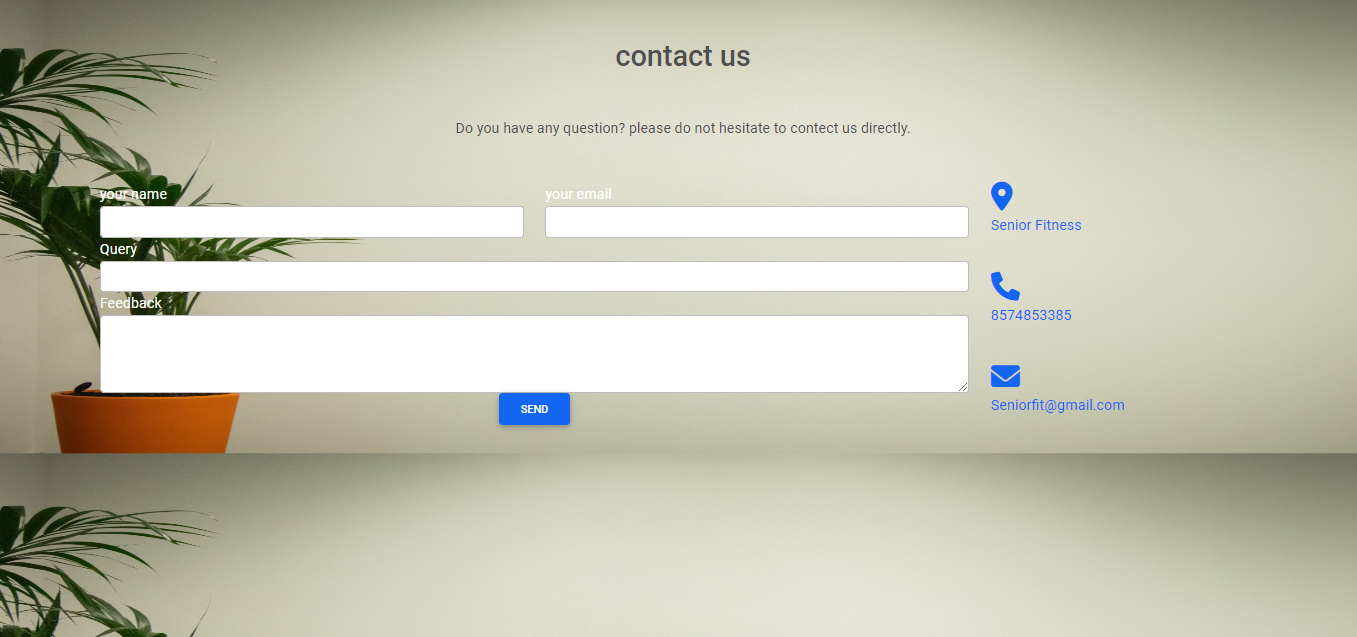 contact us
Do you have any question? please do not hesitate to contect us directly.
your name
your email
Query
Feedback
SEND
Senior Fitness
8574853385
Seniorfit@gmail.com